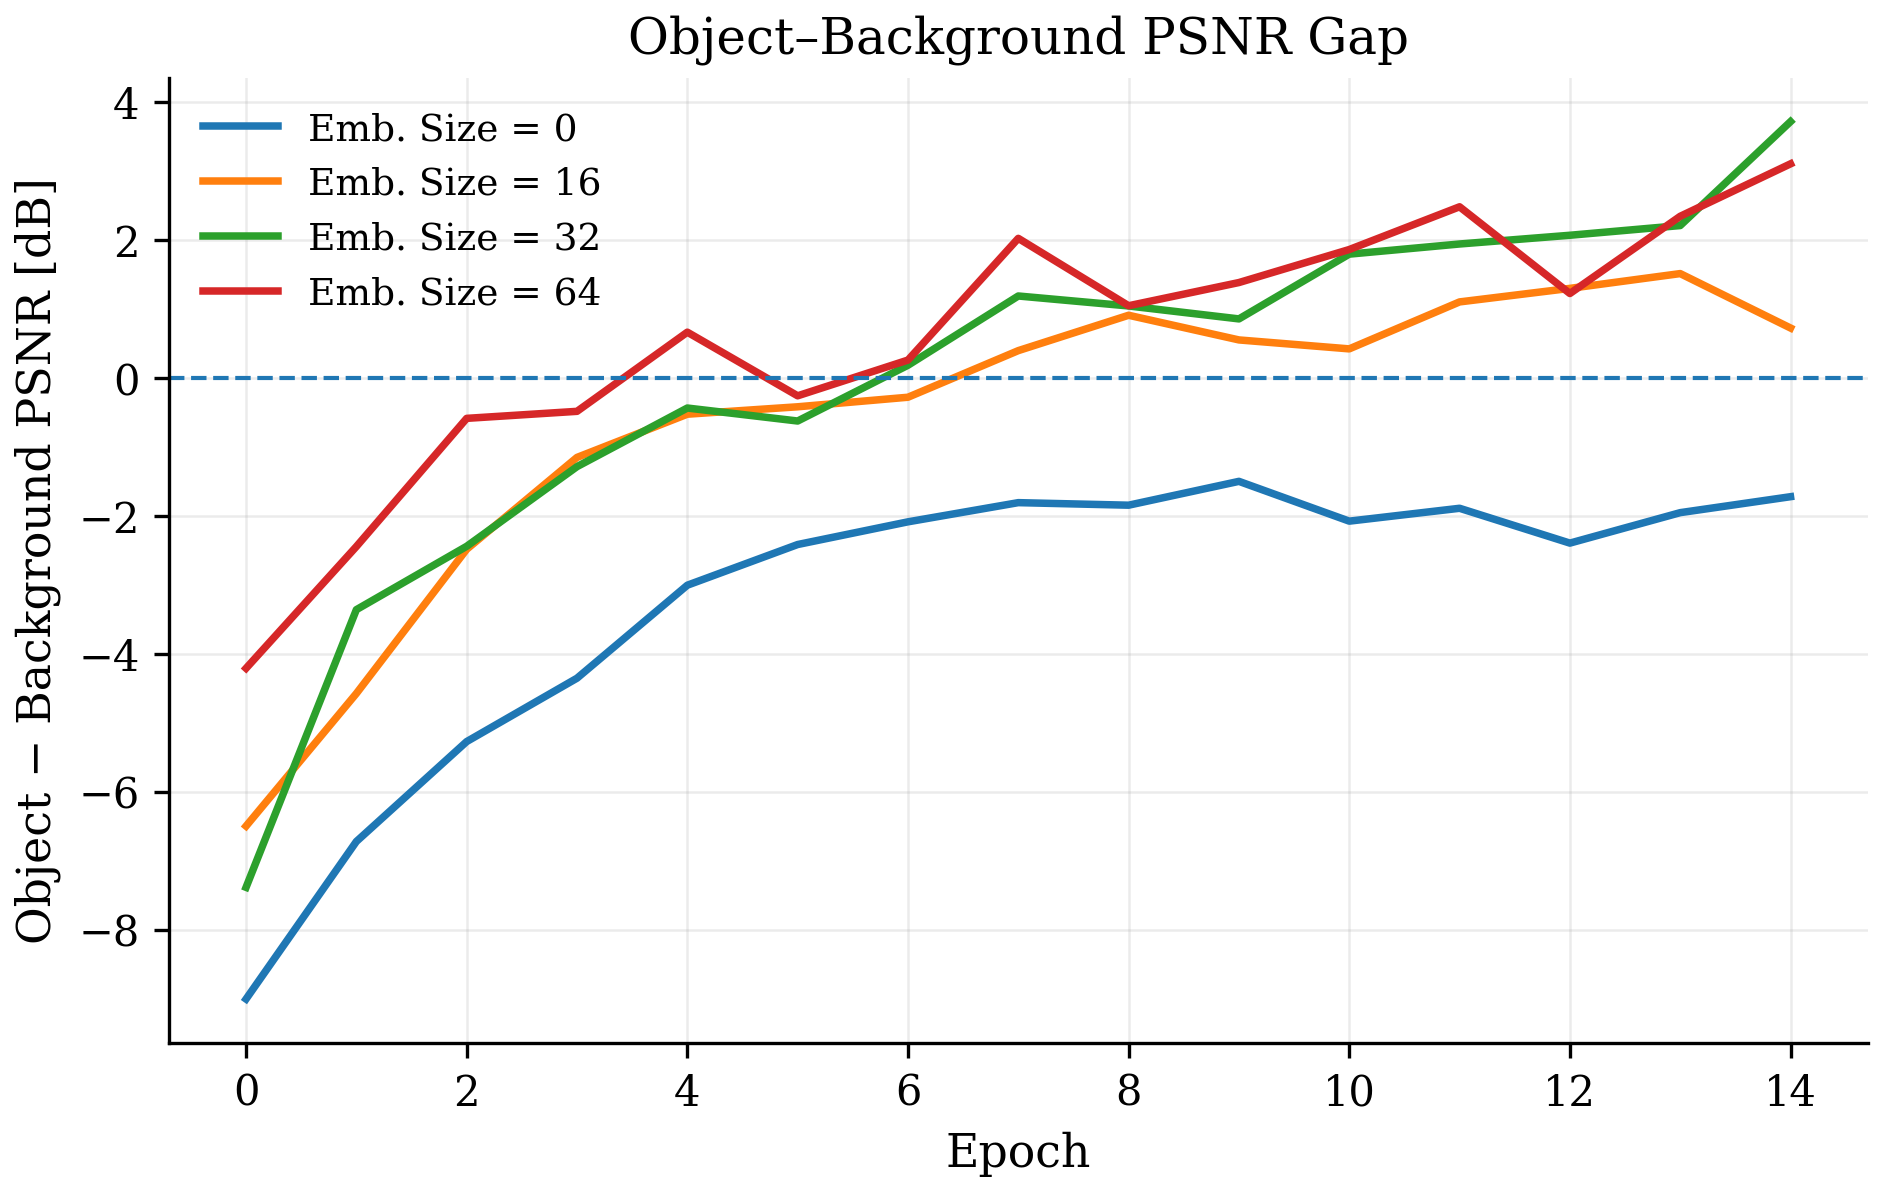 Object–Background PSNR Gap
Object − Background PSNR [dB]
4
2
0
−2
−4
−6
−8
Emb. Size = 0
Emb. Size = 16
Emb. Size = 32
Emb. Size = 64
0 2 4 6 8 10 12 14
Epoch